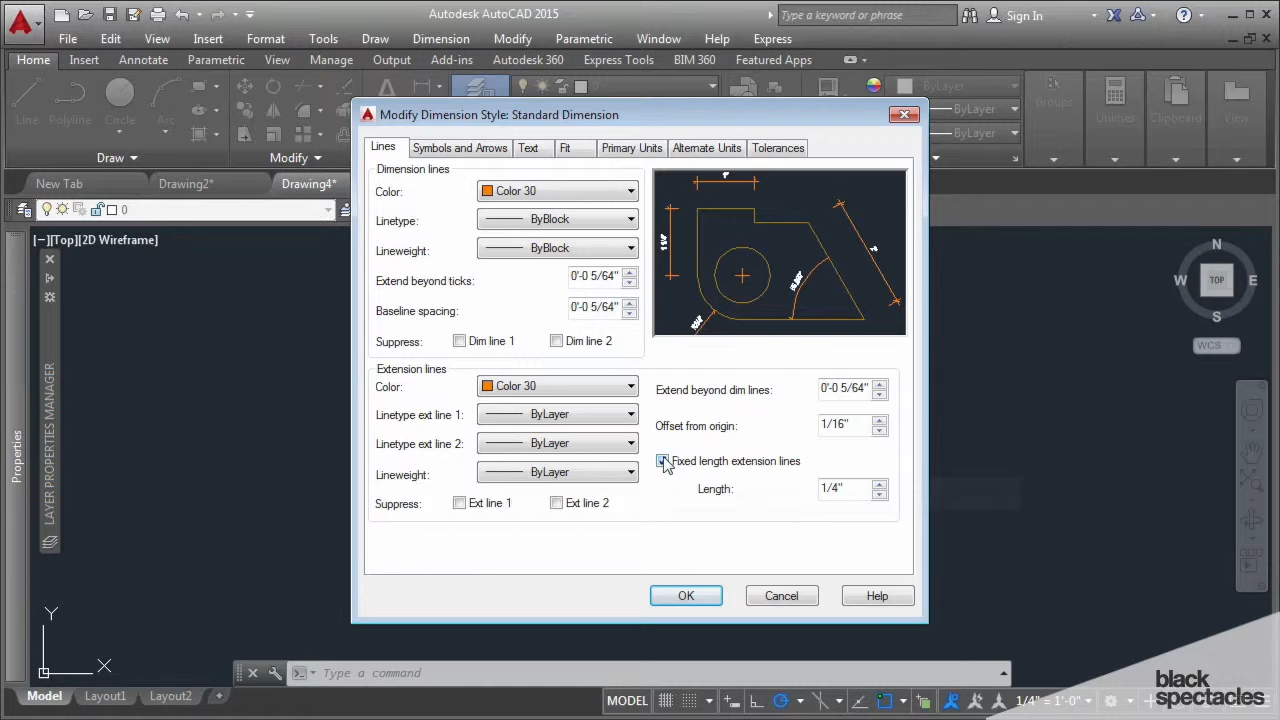 Autodesk AutoCAD 2015
Type a keyword or phrase
Sign In
File Edit View Insert Format Tools Draw Dimension Modify Parametric Window Help Express
Home Insert Annotate Parametric View Manage Output Add-ins Autodesk 360 Express Tools BIM 360 Featured Apps
Line Polyline Circle Arc
0
ByLayer
ByLayer
ByLayer
Groups Utilities Clipboard View
Draw Modify
New Tab Drawing2* Drawing4*
0
[−][Top][2D Wireframe]
Properties
LAYER PROPERTIES MANAGER
N
W TOP E
S
WCS
Modify Dimension Style: Standard Dimension
Lines Symbols and Arrows Text Fit Primary Units Alternate Units Tolerances
Dimension lines
Color: Color 30
Linetype: ByBlock
Lineweight: ByBlock
Extend beyond ticks: 0'-0 5/64"
Baseline spacing: 0'-0 5/64"
Suppress: Dim line 1 Dim line 2
Extension lines
Color: Color 30
Linetype ext line 1: ByLayer
Linetype ext line 2: ByLayer
Lineweight: ByLayer
Suppress: Ext line 1 Ext line 2
Extend beyond dim lines: 0'-0 5/64"
Offset from origin: 1/16"
Fixed length extension lines
Length: 1/4"
OK Cancel Help
Y
X
Type a command
Model Layout1 Layout2 +
MODEL 1/4" = 1'-0"
black
spectacles